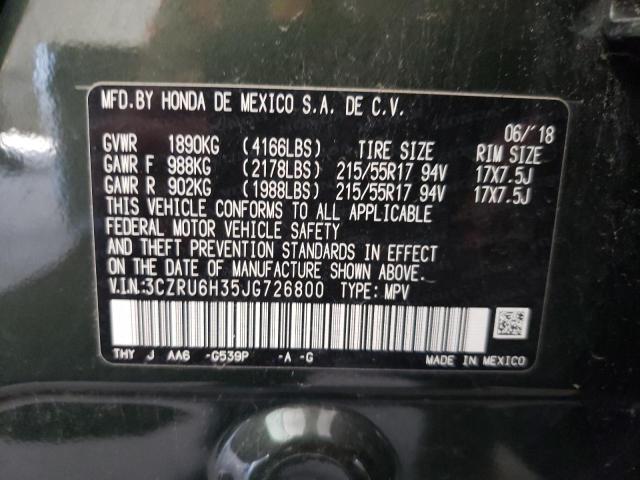 MFD.BY HONDA DE MEXICO S.A. DE C.V.
06/'18
GVWR 1890KG (4166LBS) TIRE SIZE RIM SIZE
GAWR F 988KG (2178LBS) 215/55R17 94V 17X7.5J
GAWR R 902KG (1988LBS) 215/55R17 94V 17X7.5J
THIS VEHICLE CONFORMS TO ALL APPLICABLE
FEDERAL MOTOR VEHICLE SAFETY
AND THEFT PREVENTION STANDARDS IN EFFECT
ON THE DATE OF MANUFACTURE SHOWN ABOVE.
V.I.N:3CZRU6H35JG726800 TYPE: MPV
THY J AA6 -G539P -A -G MADE IN MEXICO